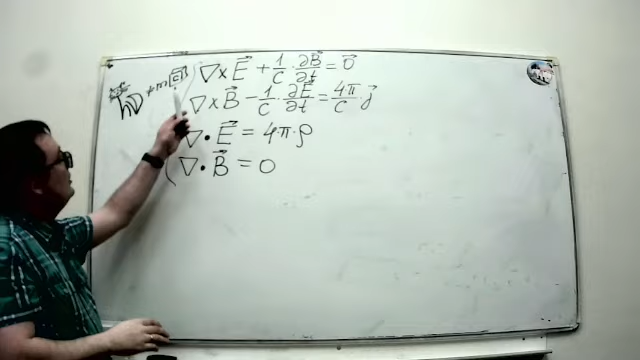 ∇×E⃗ + 1/c ∂B⃗/∂t = 0⃗
∇×B⃗ − 1/c · ∂E⃗/∂t = 4π/c · j⃗
∇·E⃗ = 4π·ρ
∇·B⃗ = 0